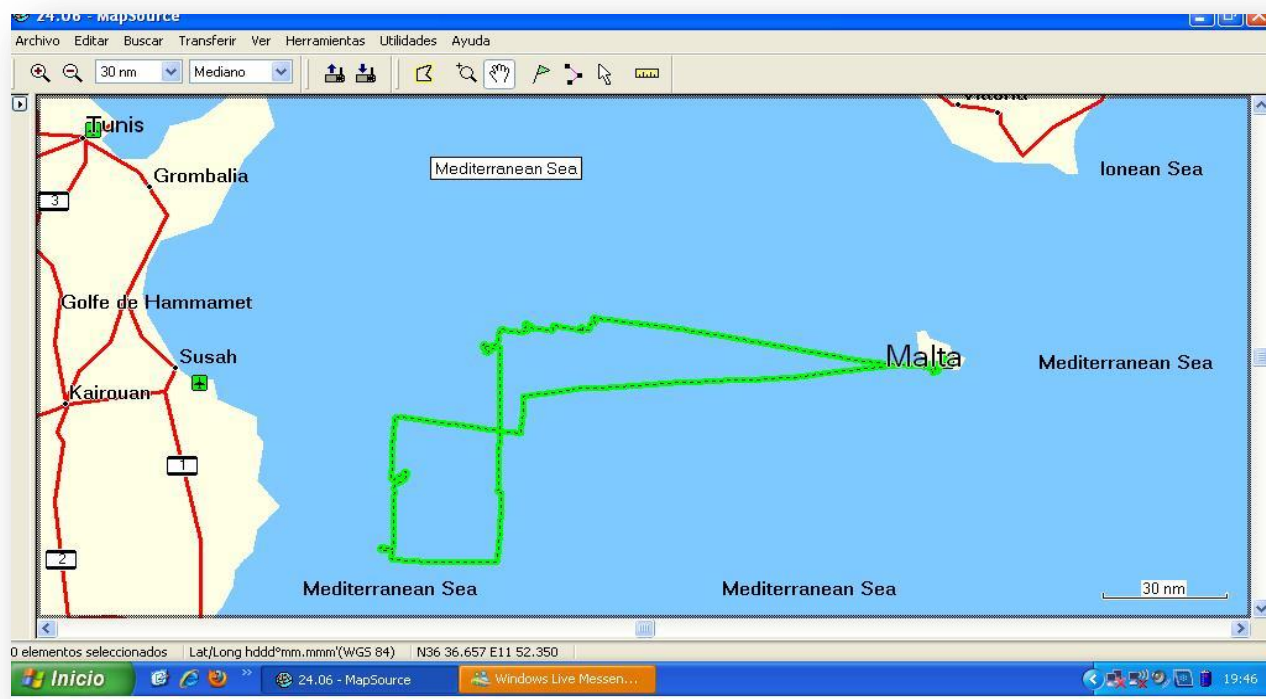 24.06 - MapSource
Archivo Editar Buscar Transferir Ver Herramientas Utilidades Ayuda
30 nm Mediano
Tunis
Mediterranean Sea
Ionean Sea
Grombalia
3
Golfe de Hammamet
Susah
Malta
Mediterranean Sea
Kairouan
1
2
Mediterranean Sea
Mediterranean Sea
30 nm
0 elementos seleccionados Lat/Long hddd°mm.mmm'(WGS 84) N36 36.657 E11 52.350
Inicio
24.06 - MapSource
Windows Live Messen...
19:46